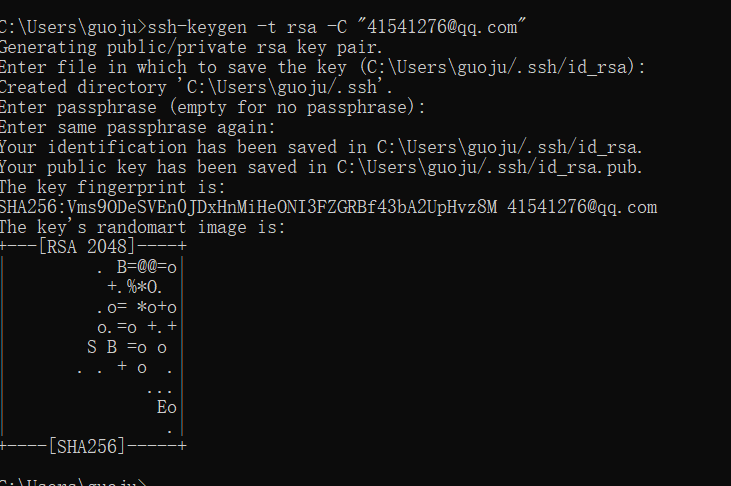 C:\Users\guoju>ssh-keygen -t rsa -C "41541276@qq.com"
Generating public/private rsa key pair.
Enter file in which to save the key (C:\Users\guoju/.ssh/id_rsa):
Created directory 'C:\Users\guoju/.ssh'.
Enter passphrase (empty for no passphrase):
Enter same passphrase again:
Your identification has been saved in C:\Users\guoju/.ssh/id_rsa.
Your public key has been saved in C:\Users\guoju/.ssh/id_rsa.pub.
The key fingerprint is:
SHA256:Vms9ODeSVEn0JDxHnMiHeONI3FZGRBf43bA2UpHvz8M 41541276@qq.com
The key's randomart image is:
+---[RSA 2048]----+
|         . B=@@=o|
|          +.%*O. |
|         .o= *o+o|
|         o.=o +.+|
|        S B =o o |
|       . . + o  .|
|              ...|
|               Eo|
|                .|
+----[SHA256]-----+
C:\Users\guoju>